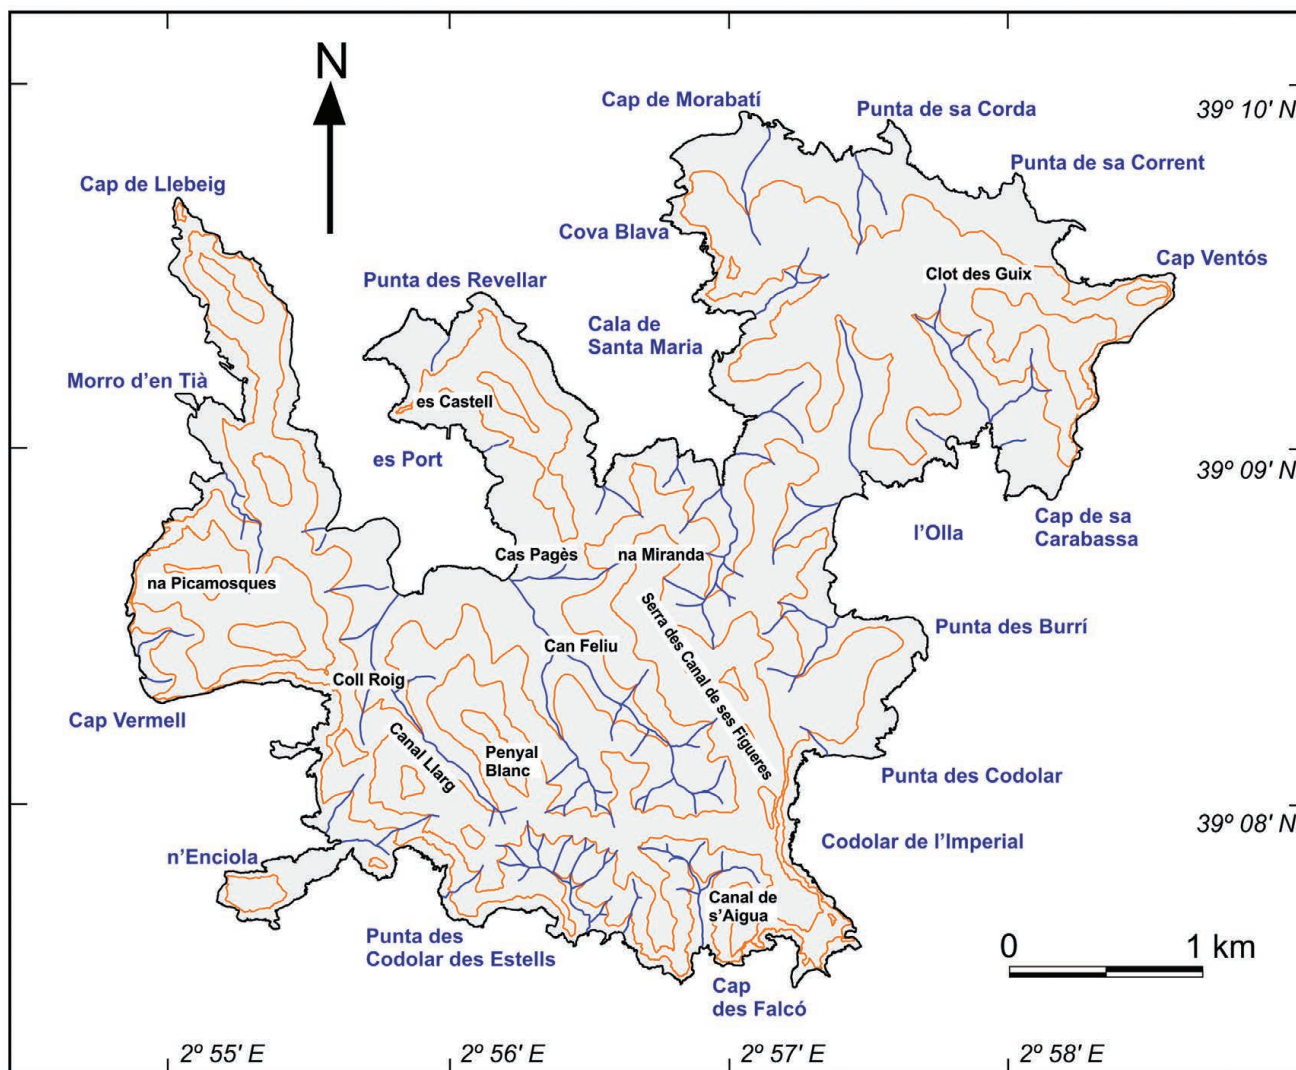 N
Cap de Morabatí
Punta de sa Corda
39º 10' N
Punta de sa Corrent
Cap de Llebeig
Cova Blava
Cap Ventós
Clot des Guix
Punta des Revellar
Cala de
Santa Maria
Morro d'en Tià
es Castell
es Port
39º 09' N
Cap de sa
Carabassa
l'Olla
Cas Pagès
na Miranda
na Picamosques
Serra des Canal de ses Figueres
Punta des Burrí
Can Feliu
Coll Roig
Cap Vermell
Canal Llarg
Penyal
Blanc
Punta des Codolar
39º 08' N
Codolar de l'Imperial
n'Enciola
Canal de
s'Aigua
Punta des
Codolar des Estells
0 1 km
Cap
des Falcó
2º 55' E
2º 56' E
2º 57' E
2º 58' E